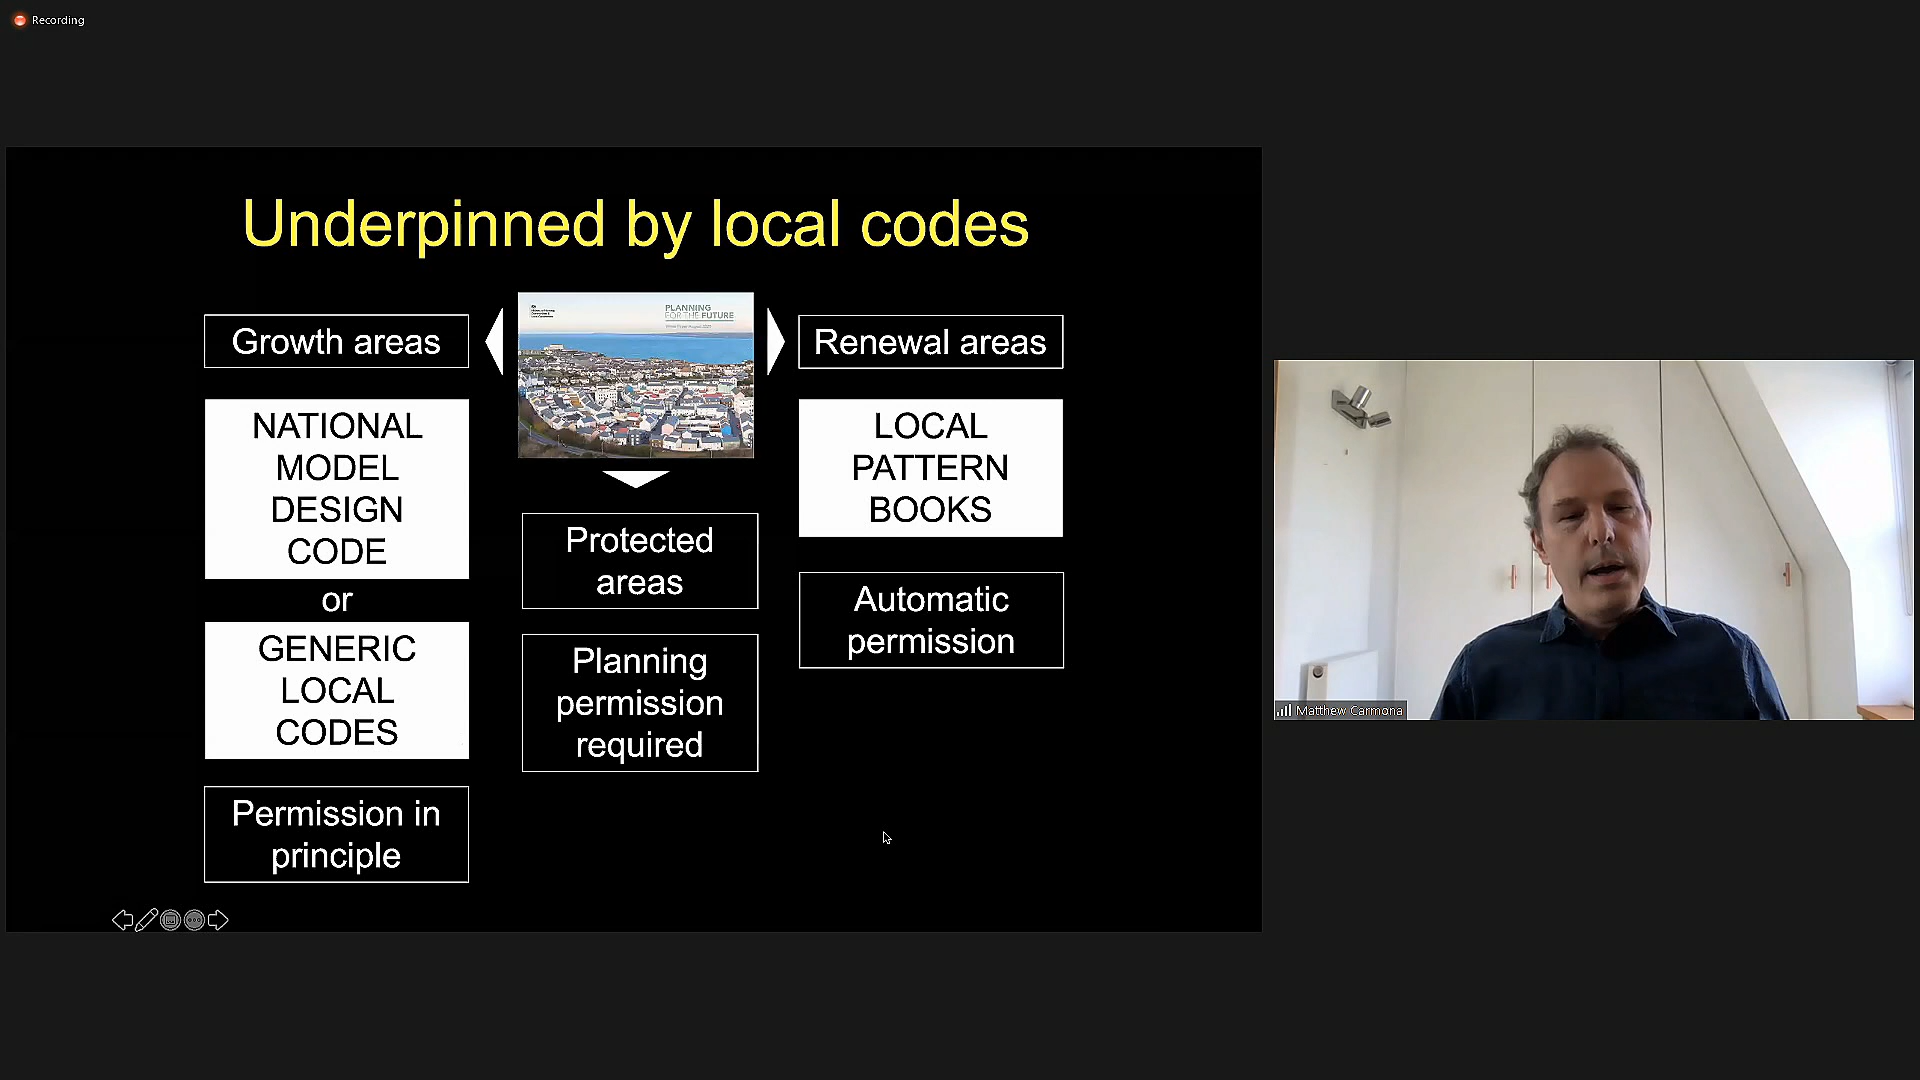 Recording
Underpinned by local codes
Growth areas
NATIONAL
MODEL
DESIGN
CODE
or
GENERIC
LOCAL
CODES
Permission in
principle
PLANNING
FOR THE FUTURE
Protected
areas
Planning
permission
required
Renewal areas
LOCAL
PATTERN
BOOKS
Automatic
permission
Matthew Carmona